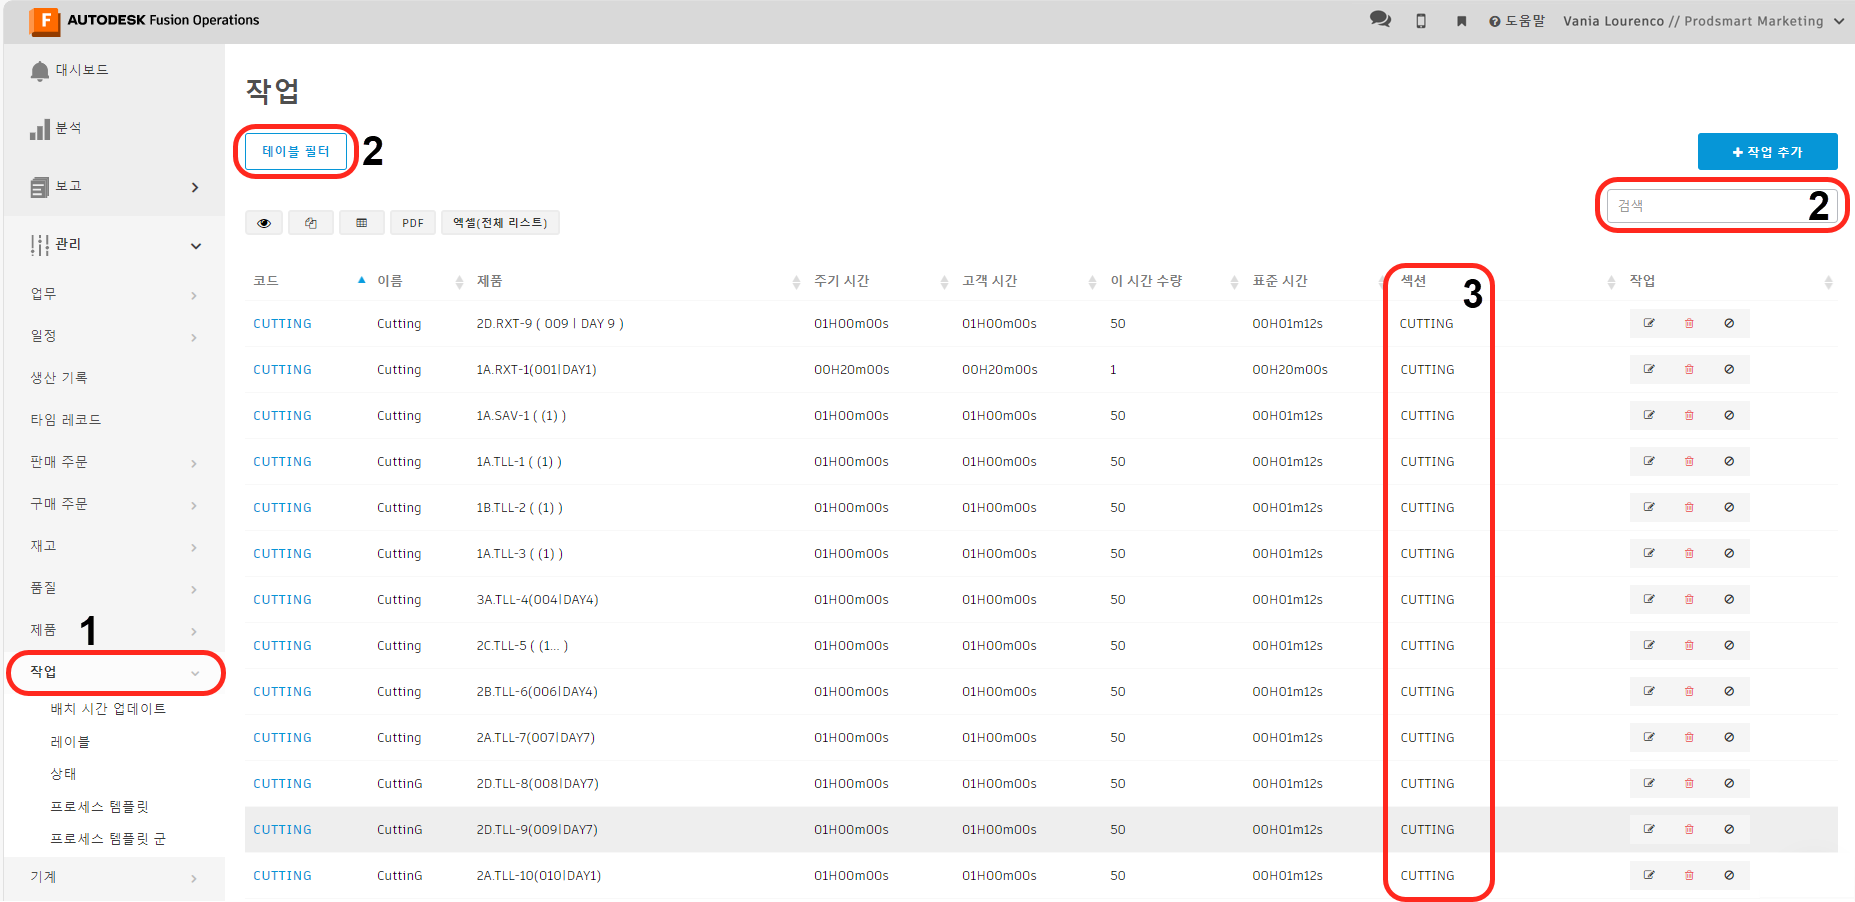 F AUTODESK Fusion Operations
도움말 Vania Lourenco // Prodsmart Marketing
대시보드
분석
보고
관리
업무
일정
생산 기록
타임 레코드
판매 주문
구매 주문
재고
품질
제품 1
작업
배치 시간 업데이트
레이블
상태
프로세스 템플릿
프로세스 템플릿 군
기계
작업
테이블 필터 2
작업 추가
검색 2
PDF 엑셀(전체 리스트)
코드 이름 제품 주기 시간 고객 시간 이 시간 수량 표준 시간 섹션 3 작업
CUTTING Cutting 2D.RXT-9 ( 009 | DAY 9 ) 01H00m00s 01H00m00s 50 00H01m12s CUTTING
CUTTING Cutting 1A.RXT-1(001|DAY1) 00H20m00s 00H20m00s 1 00H20m00s CUTTING
CUTTING Cutting 1A.SAV-1 ( (1) ) 01H00m00s 01H00m00s 50 00H01m12s CUTTING
CUTTING Cutting 1A.TLL-1 ( (1) ) 01H00m00s 01H00m00s 50 00H01m12s CUTTING
CUTTING Cutting 1B.TLL-2 ( (1) ) 01H00m00s 01H00m00s 50 00H01m12s CUTTING
CUTTING Cutting 1A.TLL-3 ( (1) ) 01H00m00s 01H00m00s 50 00H01m12s CUTTING
CUTTING Cutting 3A.TLL-4(004|DAY4) 01H00m00s 01H00m00s 50 00H01m12s CUTTING
CUTTING Cutting 2C.TLL-5 ( (1... ) 01H00m00s 01H00m00s 50 00H01m12s CUTTING
CUTTING Cutting 2B.TLL-6(006|DAY4) 01H00m00s 01H00m00s 50 00H01m12s CUTTING
CUTTING Cutting 2A.TLL-7(007|DAY7) 01H00m00s 01H00m00s 50 00H01m12s CUTTING
CUTTING CuttinG 2D.TLL-8(008|DAY7) 01H00m00s 01H00m00s 50 00H01m12s CUTTING
CUTTING CuttinG 2D.TLL-9(009|DAY7) 01H00m00s 01H00m00s 50 00H01m12s CUTTING
CUTTING CuttinG 2A.TLL-10(010|DAY1) 01H00m00s 01H00m00s 50 00H01m12s CUTTING